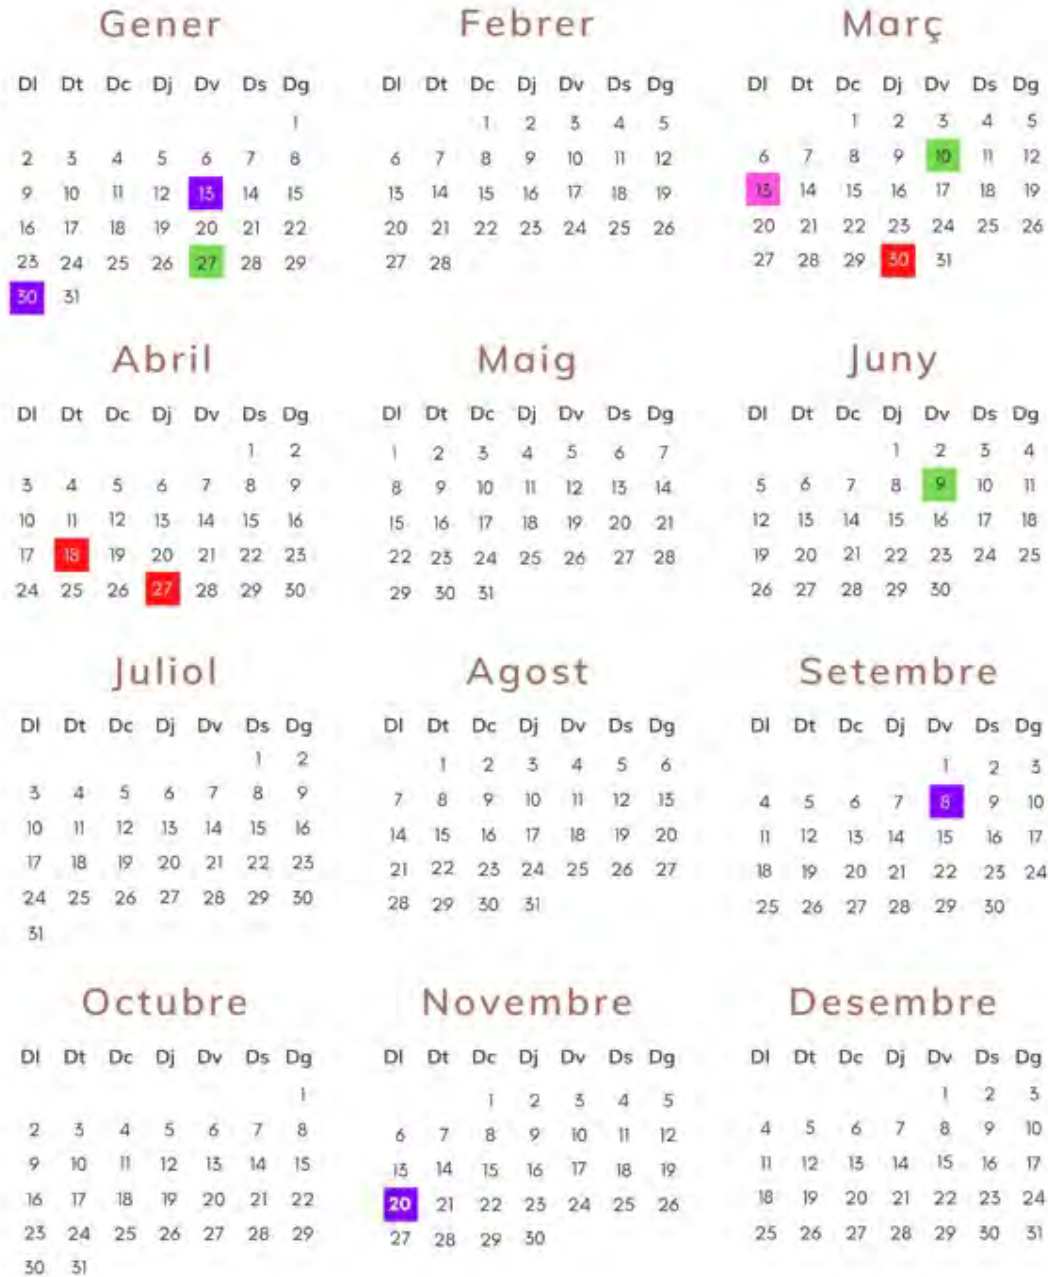 Gener Febrer Març
Dl Dt Dc Dj Dv Ds Dg Dl Dt Dc Dj Dv Ds Dg Dl Dt Dc Dj Dv Ds Dg
1 1 2 3 4 5 1 2 3 4 5
2 3 4 5 6 7 8 6 7 8 9 10 11 12 6 7 8 9 10 11 12
9 10 11 12 13 14 15 13 14 15 16 17 18 19 13 14 15 16 17 18 19
16 17 18 19 20 21 22 20 21 22 23 24 25 26 20 21 22 23 24 25 26
23 24 25 26 27 28 29 27 28 27 28 29 30 31
30 31
Abril Maig Juny
Dl Dt Dc Dj Dv Ds Dg Dl Dt Dc Dj Dv Ds Dg Dl Dt Dc Dj Dv Ds Dg
1 2 1 2 3 4 5 6 7 1 2 3 4
3 4 5 6 7 8 9 8 9 10 11 12 13 14 5 6 7 8 9 10 11
10 11 12 13 14 15 16 15 16 17 18 19 20 21 12 13 14 15 16 17 18
17 18 19 20 21 22 23 22 23 24 25 26 27 28 19 20 21 22 23 24 25
24 25 26 27 28 29 30 29 30 31 26 27 28 29 30
Juliol Agost Setembre
Dl Dt Dc Dj Dv Ds Dg Dl Dt Dc Dj Dv Ds Dg Dl Dt Dc Dj Dv Ds Dg
1 2 1 2 3 4 5 6 1 2 3
3 4 5 6 7 8 9 7 8 9 10 11 12 13 4 5 6 7 8 9 10
10 11 12 13 14 15 16 14 15 16 17 18 19 20 11 12 13 14 15 16 17
17 18 19 20 21 22 23 21 22 23 24 25 26 27 18 19 20 21 22 23 24
24 25 26 27 28 29 30 28 29 30 31 25 26 27 28 29 30
31
Octubre Novembre Desembre
Dl Dt Dc Dj Dv Ds Dg Dl Dt Dc Dj Dv Ds Dg Dl Dt Dc Dj Dv Ds Dg
1 1 2 3 4 5 1 2 3
2 3 4 5 6 7 8 6 7 8 9 10 11 12 4 5 6 7 8 9 10
9 10 11 12 13 14 15 13 14 15 16 17 18 19 11 12 13 14 15 16 17
16 17 18 19 20 21 22 20 21 22 23 24 25 26 18 19 20 21 22 23 24
23 24 25 26 27 28 29 27 28 29 30 25 26 27 28 29 30 31
30 31